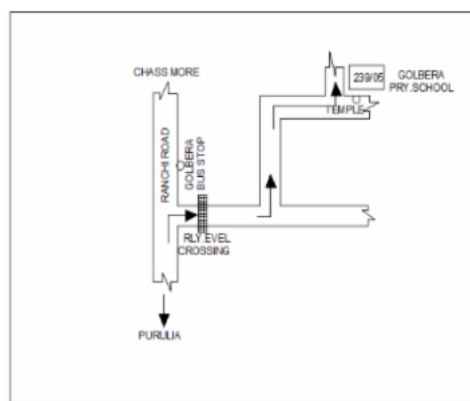 CHASS MORE
239/05
GOLBERA
PRY.SCHOOL
TEMPLE
RANCHI ROAD
GOLBERA
BUS STOP
RLY.EVEL
CROSSING
PURULIA